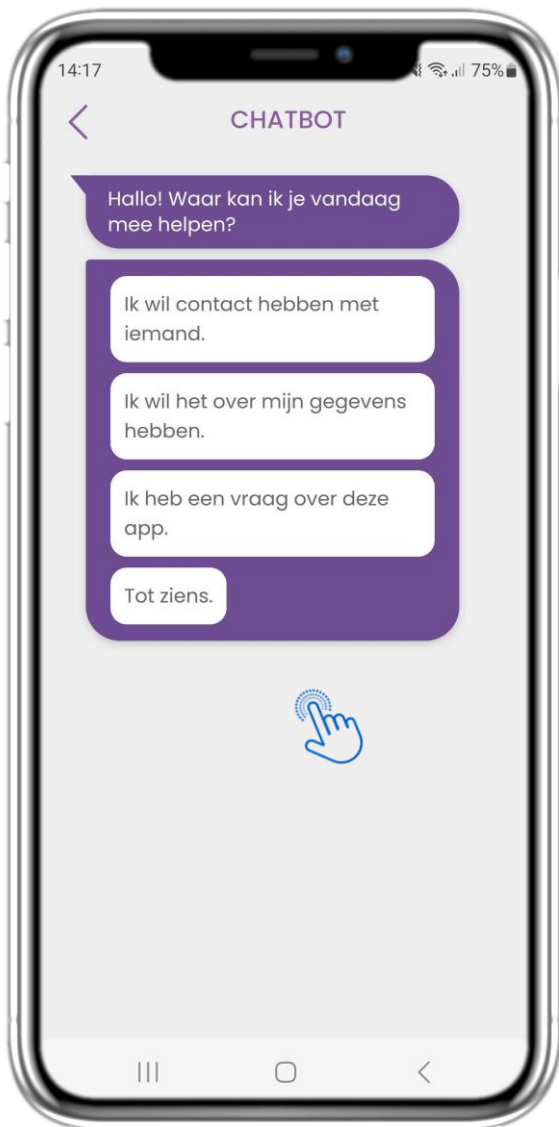 14:17
75%
CHATBOT
Hallo! Waar kan ik je vandaag
mee helpen?
Ik wil contact hebben met
iemand.
Ik wil het over mijn gegevens
hebben.
Ik heb een vraag over deze
app.
Tot ziens.